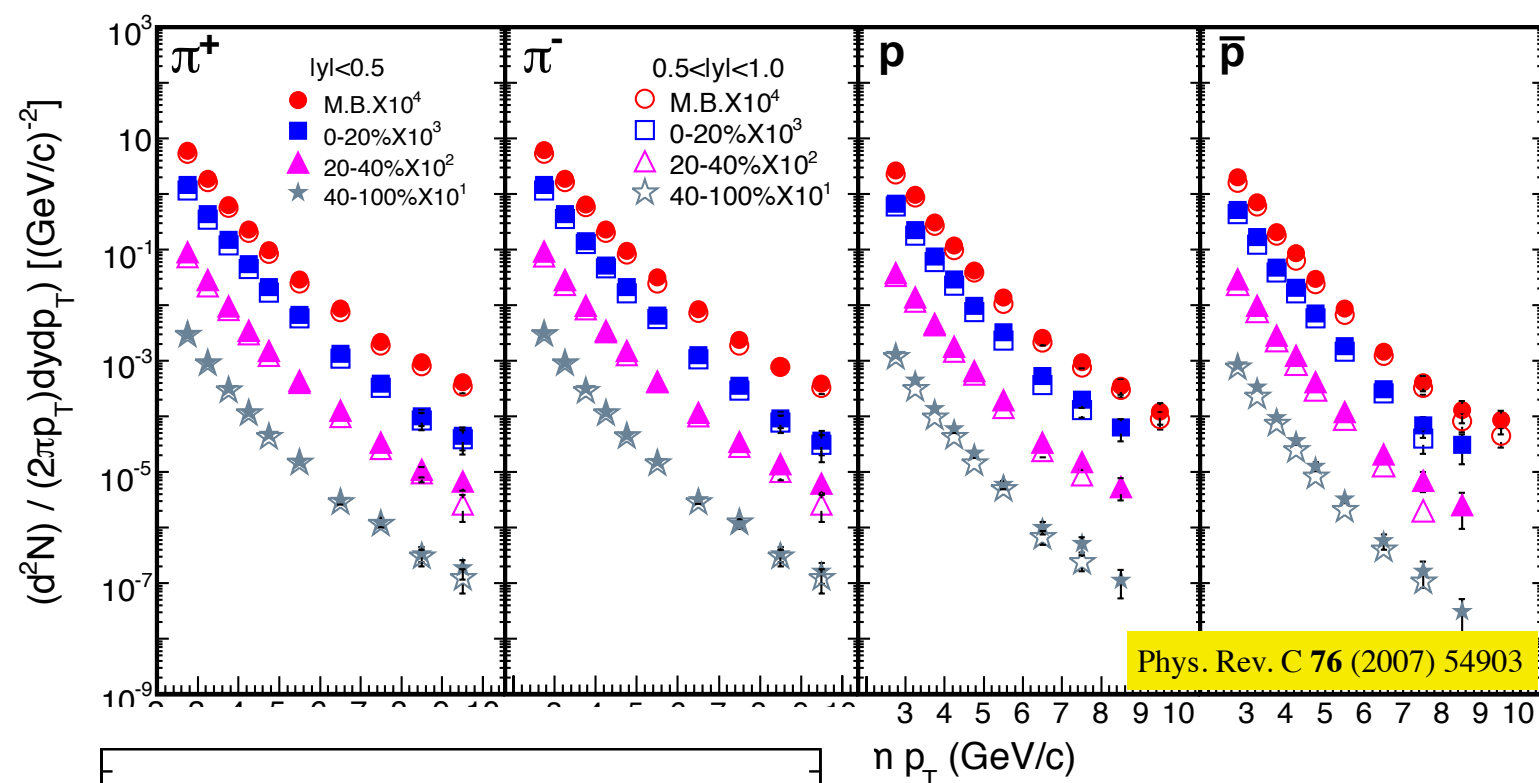 (d²N) / (2πp_T)dydp_T) [(GeV/c)⁻²]
10³
10
10⁻¹
10⁻³
10⁻⁵
10⁻⁷
10⁻⁹
π⁺
|y|<0.5
M.B.X10⁴
0-20%X10³
20-40%X10²
40-100%X10¹
π⁻
0.5<|y|<1.0
M.B.X10⁴
0-20%X10³
20-40%X10²
40-100%X10¹
p
p̅
Phys. Rev. C 76 (2007) 54903
3 4 5 6 7 8 9 10
3 4 5 6 7 8 9 10
p_T (GeV/c)